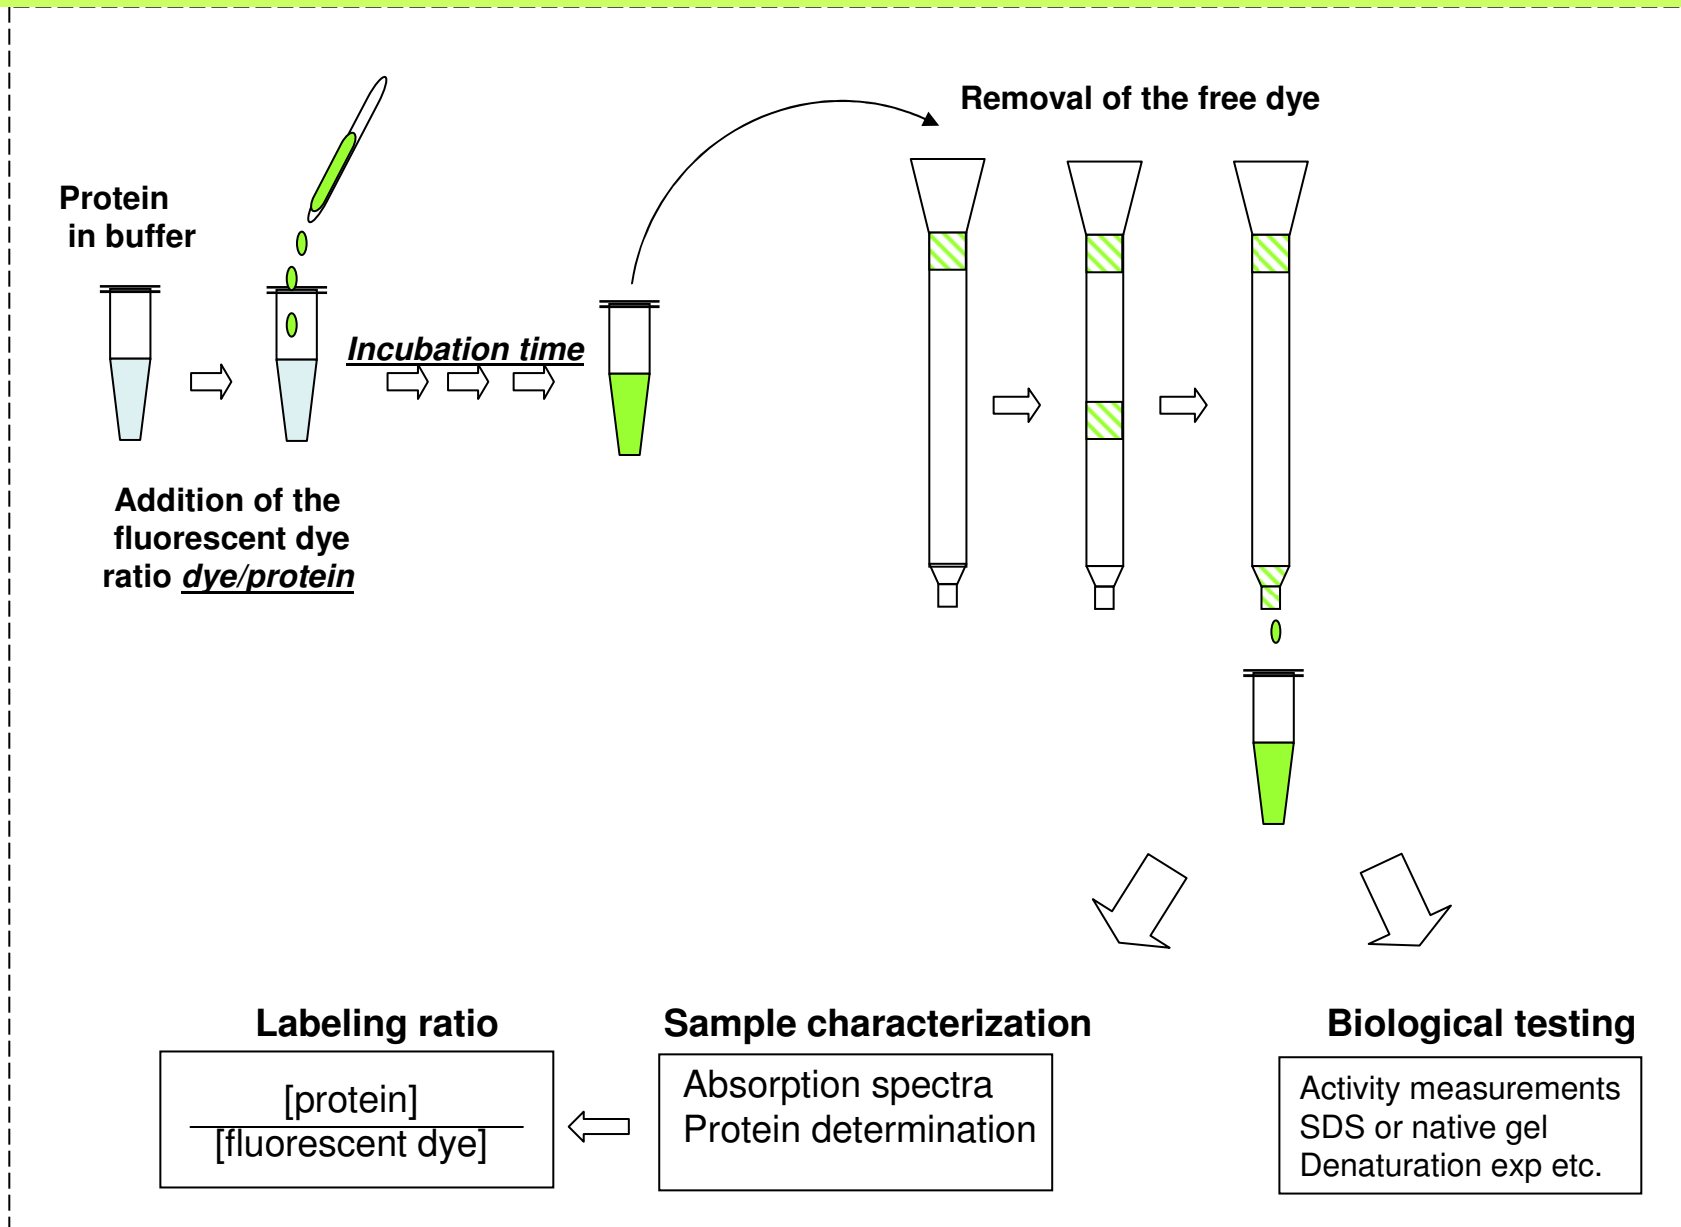 Removal of the free dye
Protein
in buffer
Incubation time
Addition of the
fluorescent dye
ratio dye/protein
Labeling ratio
[protein]
[fluorescent dye]
Sample characterization
Absorption spectra
Protein determination
Biological testing
Activity measurements
SDS or native gel
Denaturation exp etc.